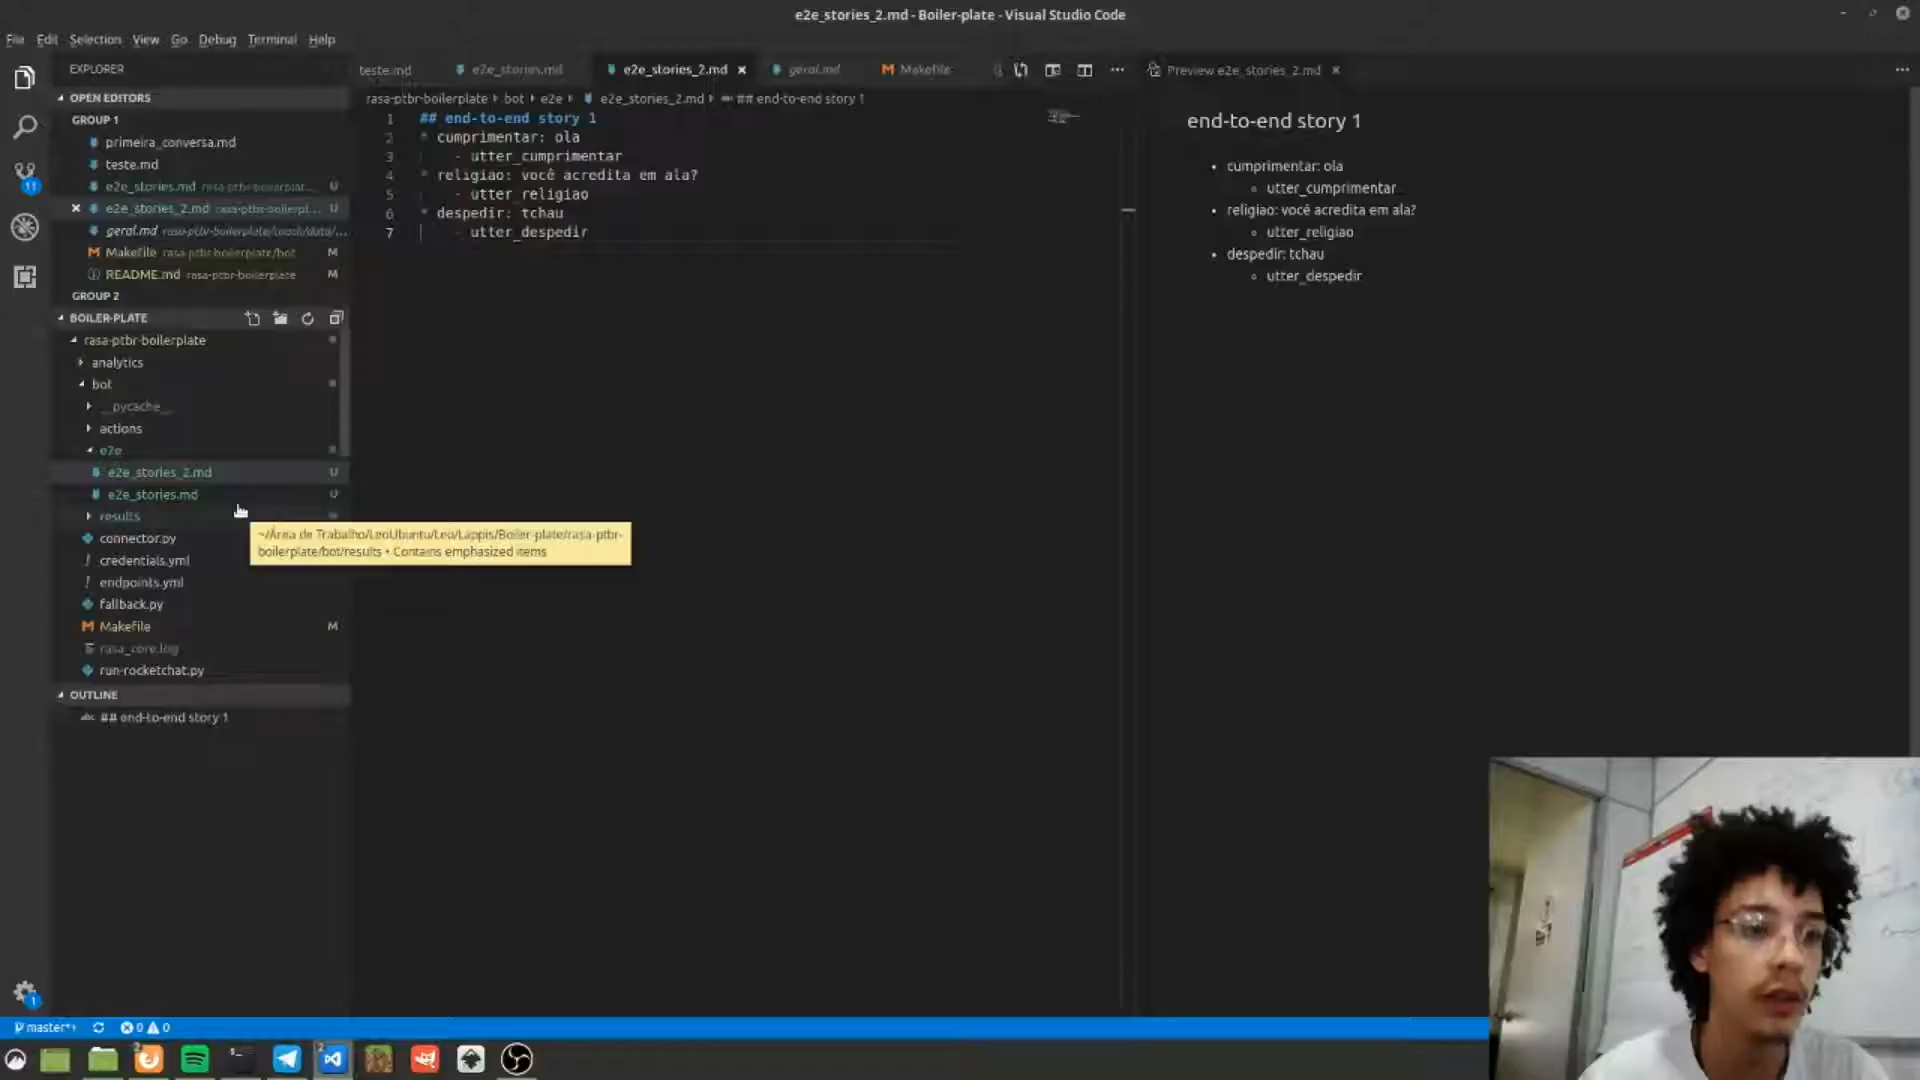 e2e_stories_2.md - Boiler-plate - Visual Studio Code
File Edit Selection View Go Debug Terminal Help
EXPLORER
OPEN EDITORS
GROUP 1
primeira_conversa.md
teste.md
e2e_stories.md rasa-ptbr-boilerplat... U
e2e_stories_2.md rasa-ptbr-boilerpl... U
geral.md rasa-ptbr-boilerplate/coach/data/...
Makefile rasa-ptbr-boilerplate/bot M
README.md rasa-ptbr-boilerplate M
GROUP 2
BOILER-PLATE
rasa-ptbr-boilerplate
analytics
bot
__pycache__
actions
e2e
e2e_stories_2.md U
e2e_stories.md U
results
connector.py
credentials.yml
endpoints.yml
fallback.py
Makefile M
rasa_core.log
run-rocketchat.py
OUTLINE
abc ## end-to-end story 1
teste.md e2e_stories.md e2e_stories_2.md geral.md Makefile
rasa-ptbr-boilerplate bot e2e e2e_stories_2.md ## end-to-end story 1
1 ## end-to-end story 1
2 * cumprimentar: ola
3 - utter_cumprimentar
4 * religiao: você acredita em ala?
5 - utter_religiao
6 * despedir: tchau
7 - utter_despedir
~/Área de Trabalho/LeoUbuntu/Leo/Lappis/Boiler-plate/rasa-ptbr-
boilerplate/bot/results • Contains emphasized items
Preview e2e_stories_2.md
end-to-end story 1
• cumprimentar: ola
◦ utter_cumprimentar
• religiao: você acredita em ala?
◦ utter_religiao
• despedir: tchau
◦ utter_despedir
11
1
master*+ 0 0
2
2